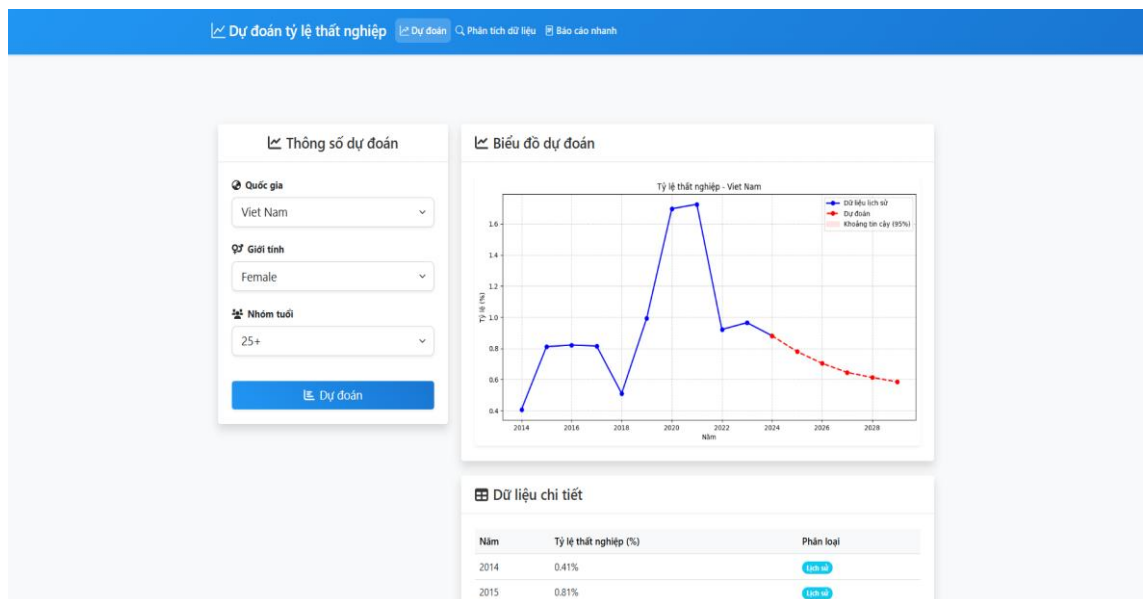 Dự đoán tỷ lệ thất nghiệp Dự đoán Phân tích dữ liệu Báo cáo nhanh
Thông số dự đoán
Quốc gia
Viet Nam
Giới tính
Female
Nhóm tuổi
25+
Dự đoán
Biểu đồ dự đoán
Tỷ lệ thất nghiệp - Viet Nam
Dữ liệu lịch sử
Dự đoán
Khoảng tin cậy (95%)
Tỷ lệ (%)
1.6
1.4
1.2
1.0
0.8
0.6
0.4
2014 2016 2018 2020 2022 2024 2026 2028
Năm
Dữ liệu chi tiết
Năm Tỷ lệ thất nghiệp (%) Phân loại
2014 0.41% Lịch sử
2015 0.81% Lịch sử